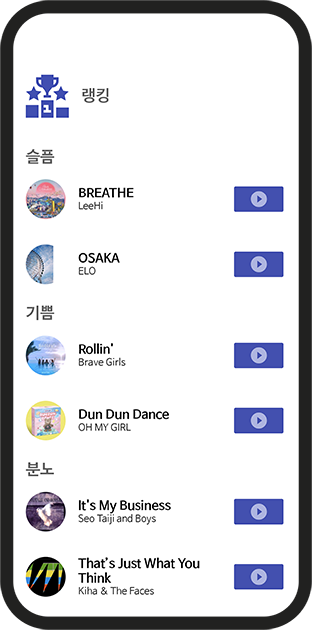 1
랭킹
슬픔
BREATHE
LeeHi
OSAKA
ELO
기쁨
Rollin'
Brave Girls
Dun Dun Dance
OH MY GIRL
분노
It's My Business
Seo Taiji and Boys
That's Just What You
Think
Kiha & The Faces